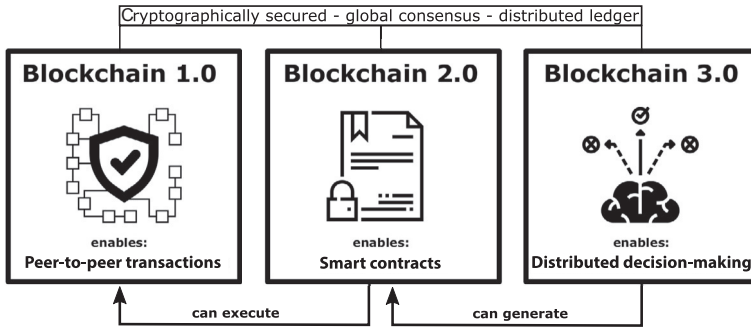 Cryptographically secured - global consensus - distributed ledger
Blockchain 1.0
enables:
Peer-to-peer transactions
Blockchain 2.0
enables:
Smart contracts
Blockchain 3.0
enables:
Distributed decision-making
can execute
can generate